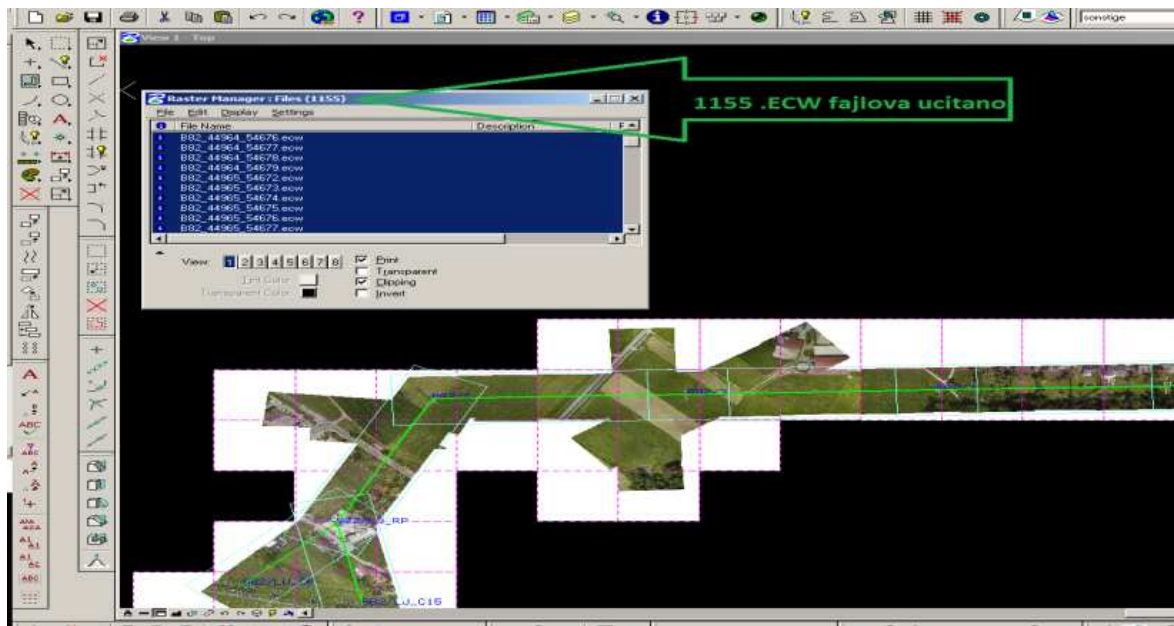 sonstige
View 1 - Top
Raster Manager : Files (1155)
1155 .ECW fajlova ucitano
File Edit Display Settings
File Name Description F
B82_44964_54676.ecw
B82_44964_54677.ecw
B82_44964_54678.ecw
B82_44964_54679.ecw
B82_44965_54672.ecw
B82_44965_54673.ecw
B82_44965_54674.ecw
B82_44965_54675.ecw
B82_44965_54676.ecw
B82_44965_54677.ecw
View: 1 2 3 4 5 6 7 8
Print
Transparent
Tint Color:
Clipping
Transparent Color:
Invert
ABC
ABC